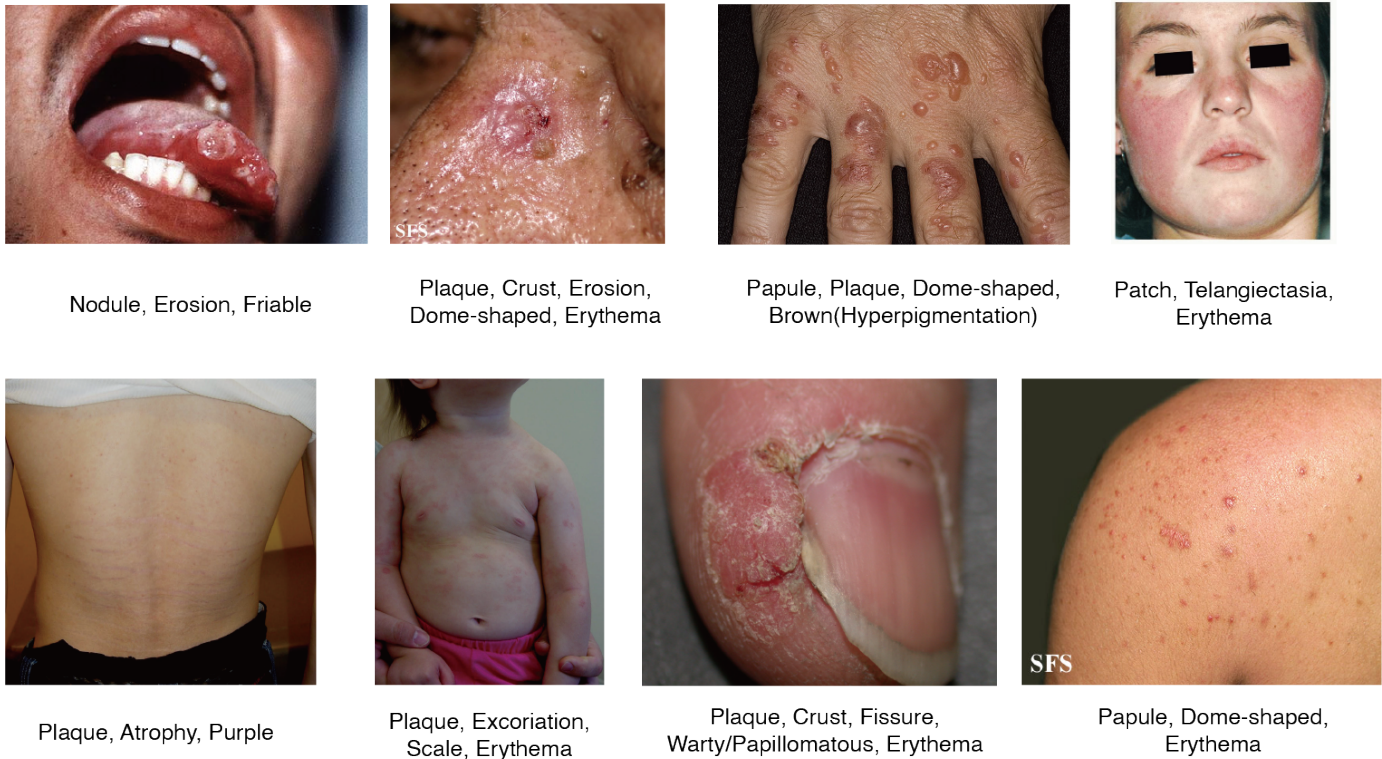 SFS
Nodule, Erosion, Friable
Plaque, Crust, Erosion,
Dome-shaped, Erythema
Papule, Plaque, Dome-shaped,
Brown(Hyperpigmentation)
Patch, Telangiectasia,
Erythema
SFS
Plaque, Atrophy, Purple
Plaque, Excoriation,
Scale, Erythema
Plaque, Crust, Fissure,
Warty/Papillomatous, Erythema
Papule, Dome-shaped,
Erythema